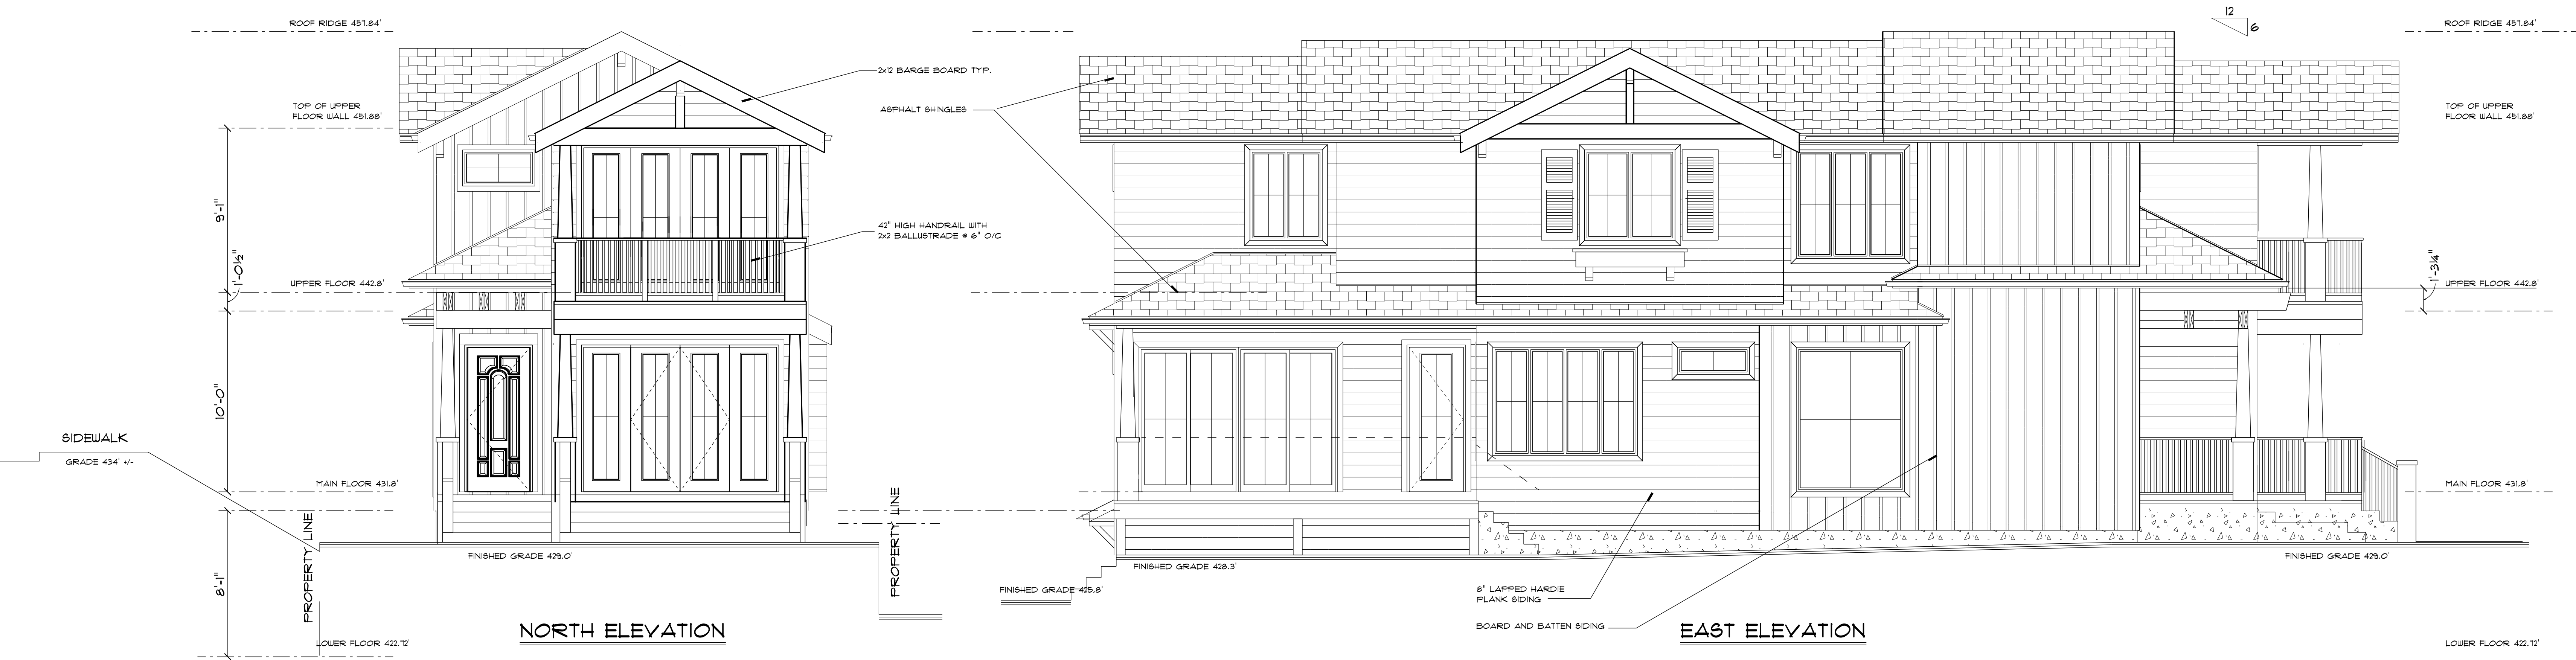 ROOF RIDGE 457.84'
TOP OF UPPER
FLOOR WALL 451.88'
9'-1"
1'-0½"
UPPER FLOOR 442.8'
10'-0"
SIDEWALK
GRADE 434' +/-
MAIN FLOOR 431.8'
PROPERTY LINE
8'-1"
LOWER FLOOR 422.72'
FINISHED GRADE 429.0'
NORTH ELEVATION
2x12 BARGE BOARD TYP.
ASPHALT SHINGLES
42" HIGH HANDRAIL WITH
2x2 BALLUSTRADE @ 6" O/C
PROPERTY LINE
FINISHED GRADE 425.8'
FINISHED GRADE 428.3'
8" LAPPED HARDIE
PLANK SIDING
BOARD AND BATTEN SIDING
EAST ELEVATION
12
6
ROOF RIDGE 457.84'
TOP OF UPPER
FLOOR WALL 451.88'
1'-3¼"
UPPER FLOOR 442.8'
MAIN FLOOR 431.8'
FINISHED GRADE 429.0'
LOWER FLOOR 422.72'